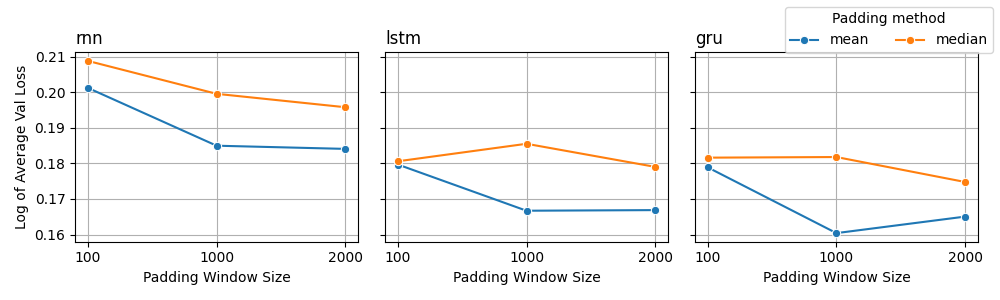 Padding method
mean median
rnn lstm gru
Log of Average Val Loss
0.21
0.20
0.19
0.18
0.17
0.16
100 1000 2000 100 1000 2000 100 1000 2000
Padding Window Size Padding Window Size Padding Window Size